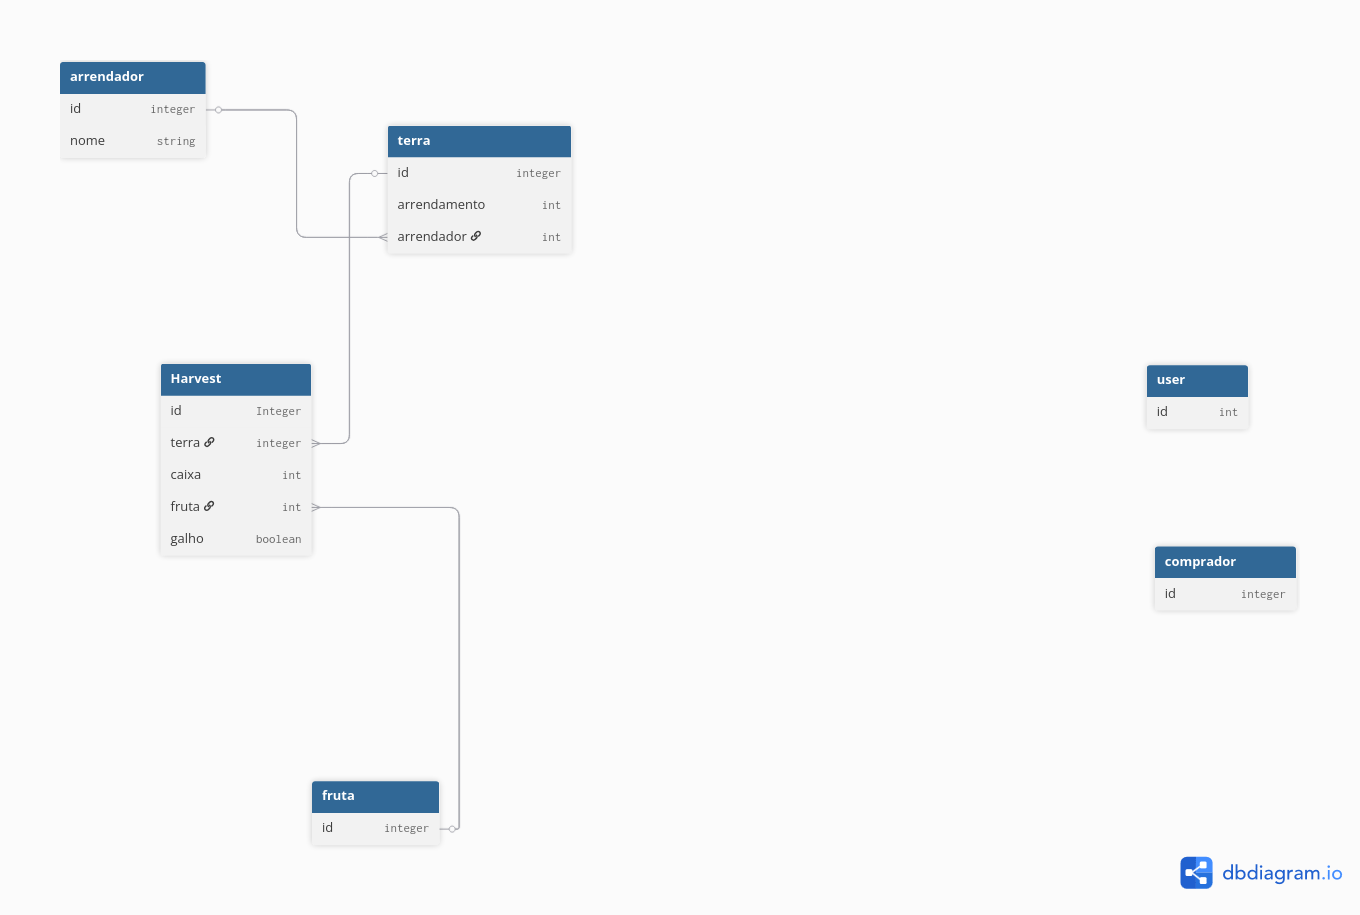 arrendador
id integer
nome string
terra
id integer
arrendamento int
arrendador int
Harvest
id Integer
terra integer
caixa int
fruta int
galho boolean
user
id int
comprador
id integer
fruta
id integer
dbdiagram.io